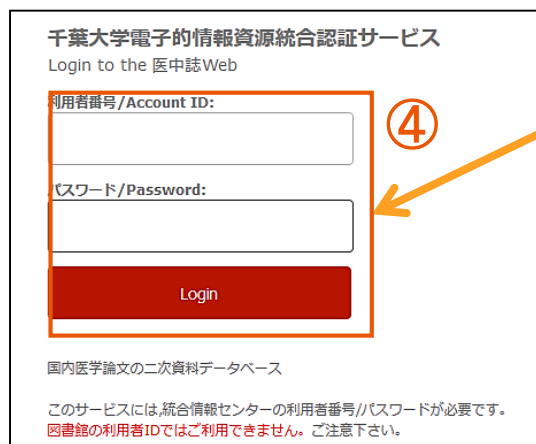 千葉大学電子的情報資源統合認証サービス
Login to the 医中誌Web
利用者番号/Account ID:
④
パスワード/Password:
Login
国内医学論文の二次資料データベース
このサービスには,統合情報センターの利用者番号/パスワードが必要です。
図書館の利用者IDではご利用できません。ご注意下さい。